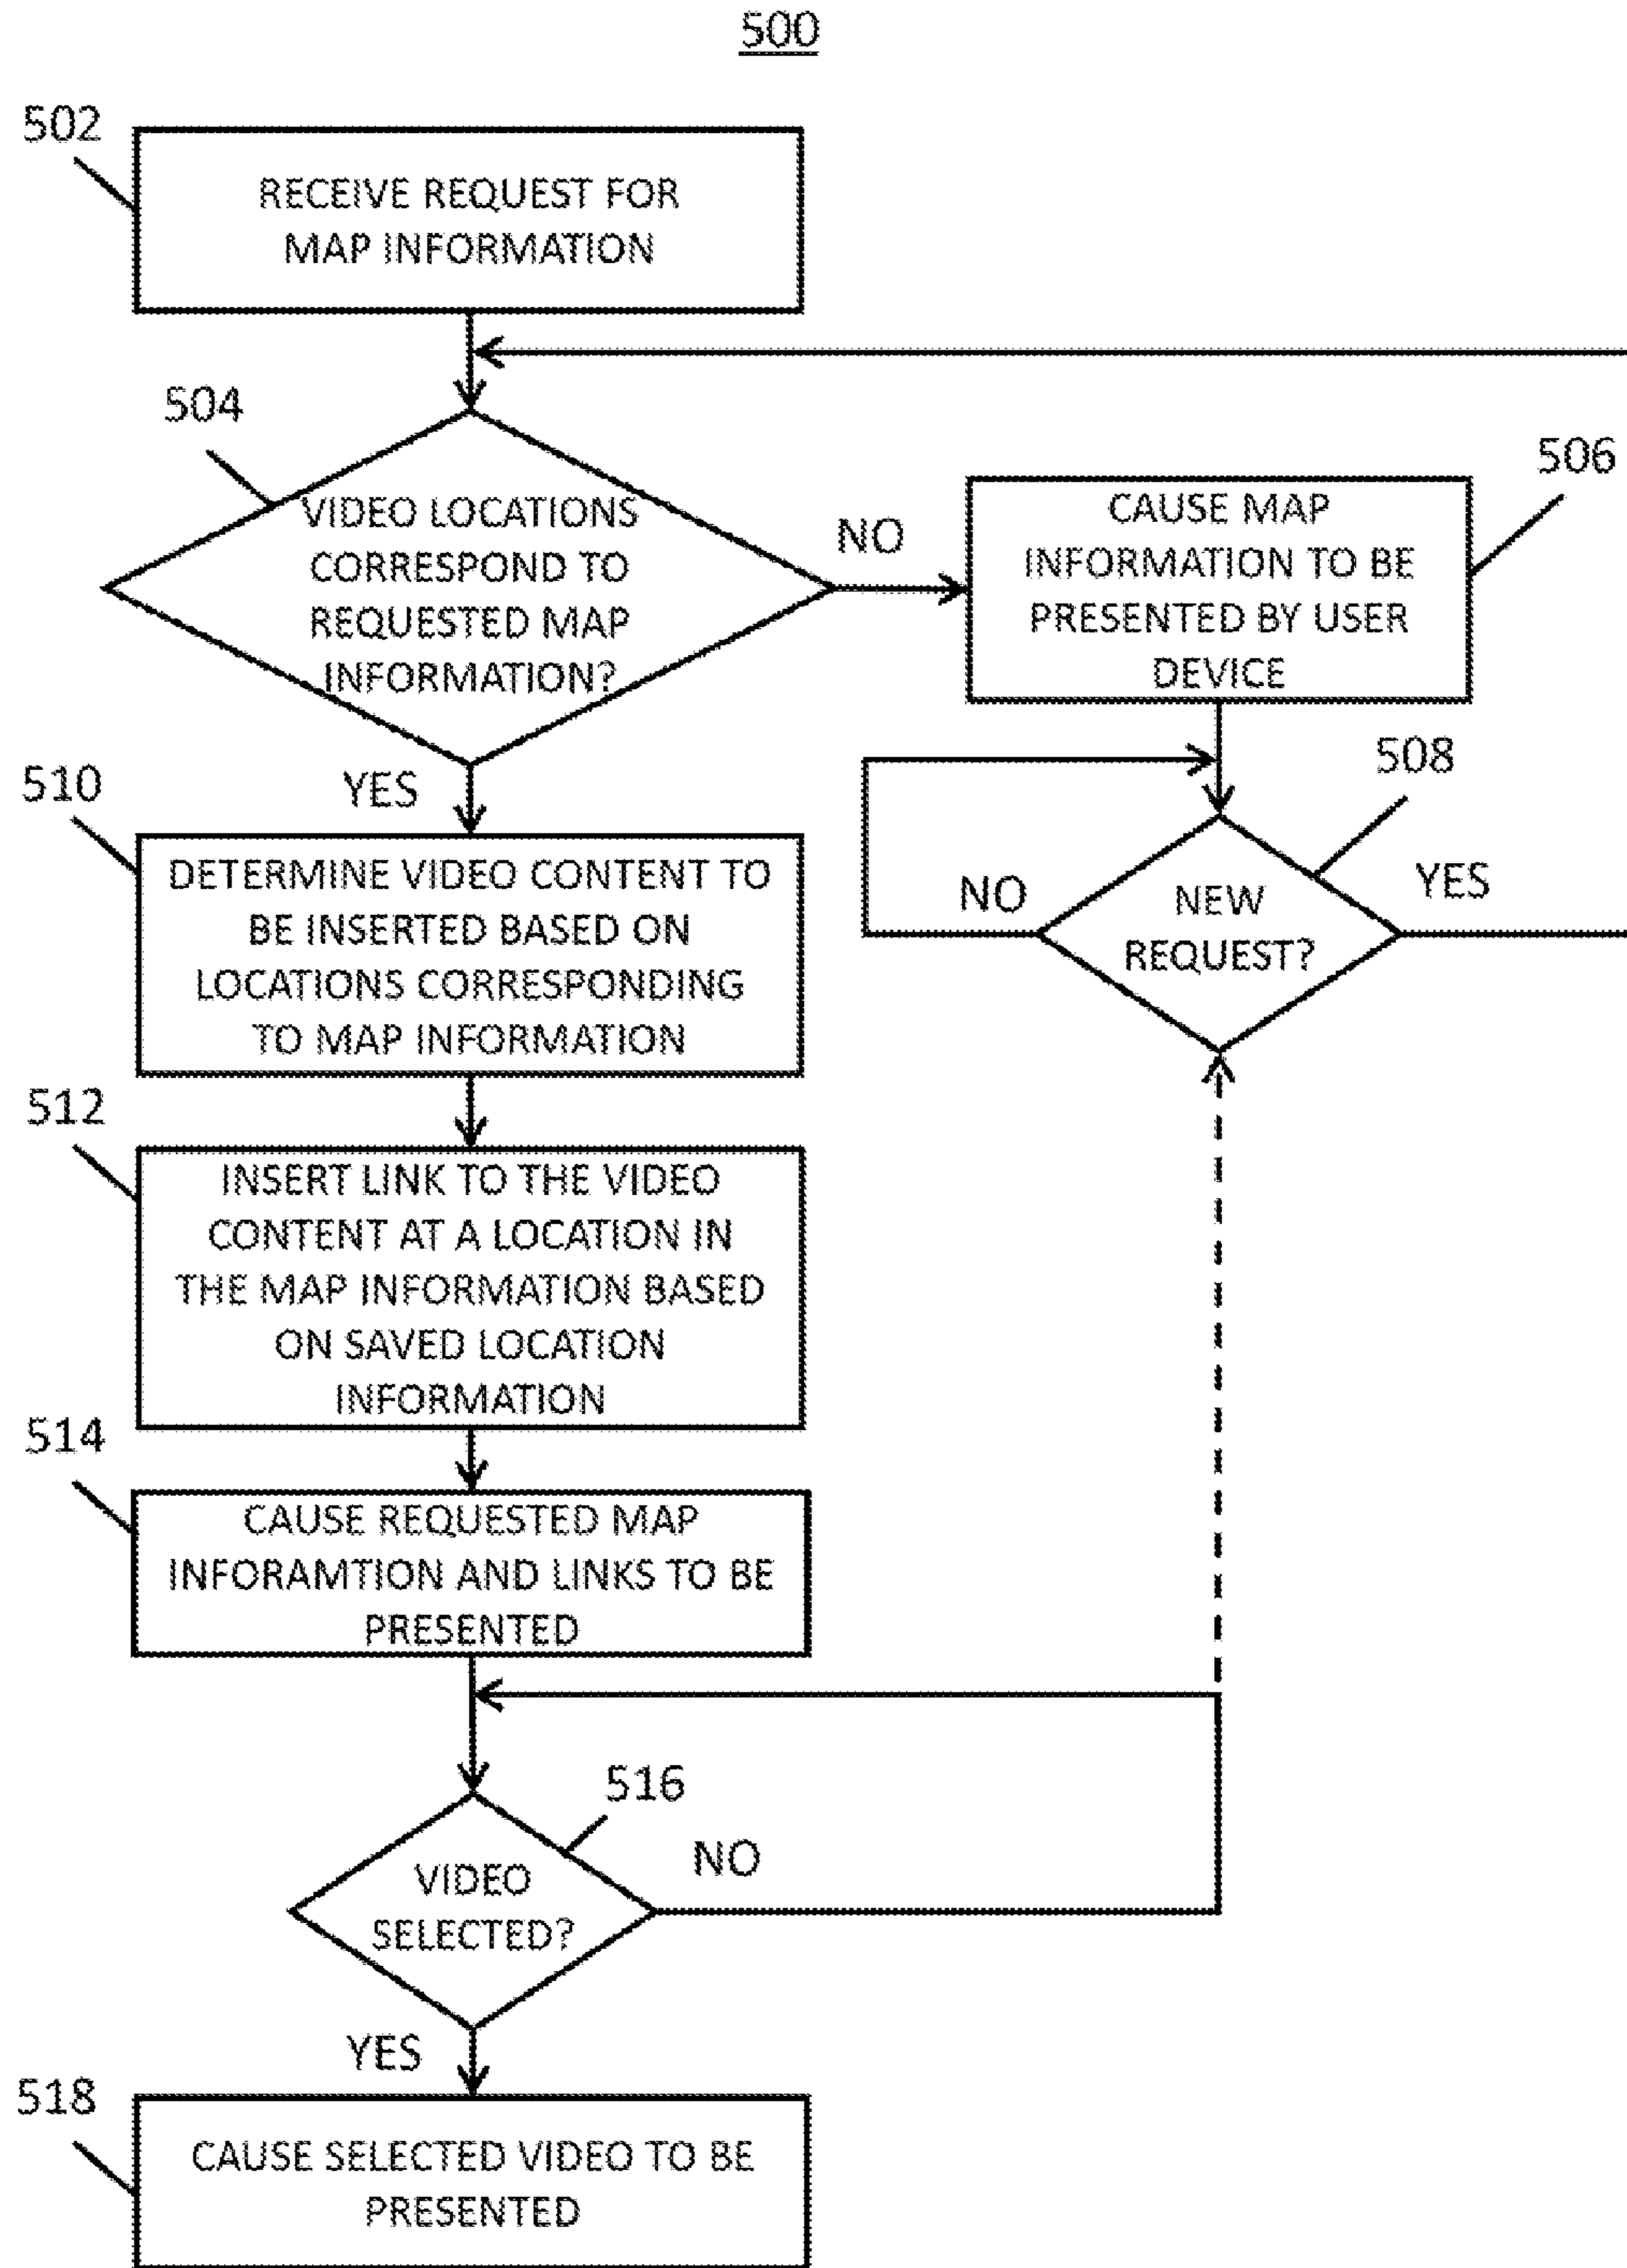 500
502
RECEIVE REQUEST FOR
MAP INFORMATION
504
VIDEO LOCATIONS
CORRESPOND TO
REQUESTED MAP
INFORMATION?
NO
506
CAUSE MAP
INFORMATION TO BE
PRESENTED BY USER
DEVICE
508
NEW
REQUEST?
NO
YES
YES
510
DETERMINE VIDEO CONTENT TO
BE INSERTED BASED ON
LOCATIONS CORRESPONDING
TO MAP INFORMATION
512
INSERT LINK TO THE VIDEO
CONTENT AT A LOCATION IN
THE MAP INFORMATION BASED
ON SAVED LOCATION
INFORMATION
514
CAUSE REQUESTED MAP
INFORAMTION AND LINKS TO BE
PRESENTED
516
VIDEO
SELECTED?
NO
YES
518
CAUSE SELECTED VIDEO TO BE
PRESENTED